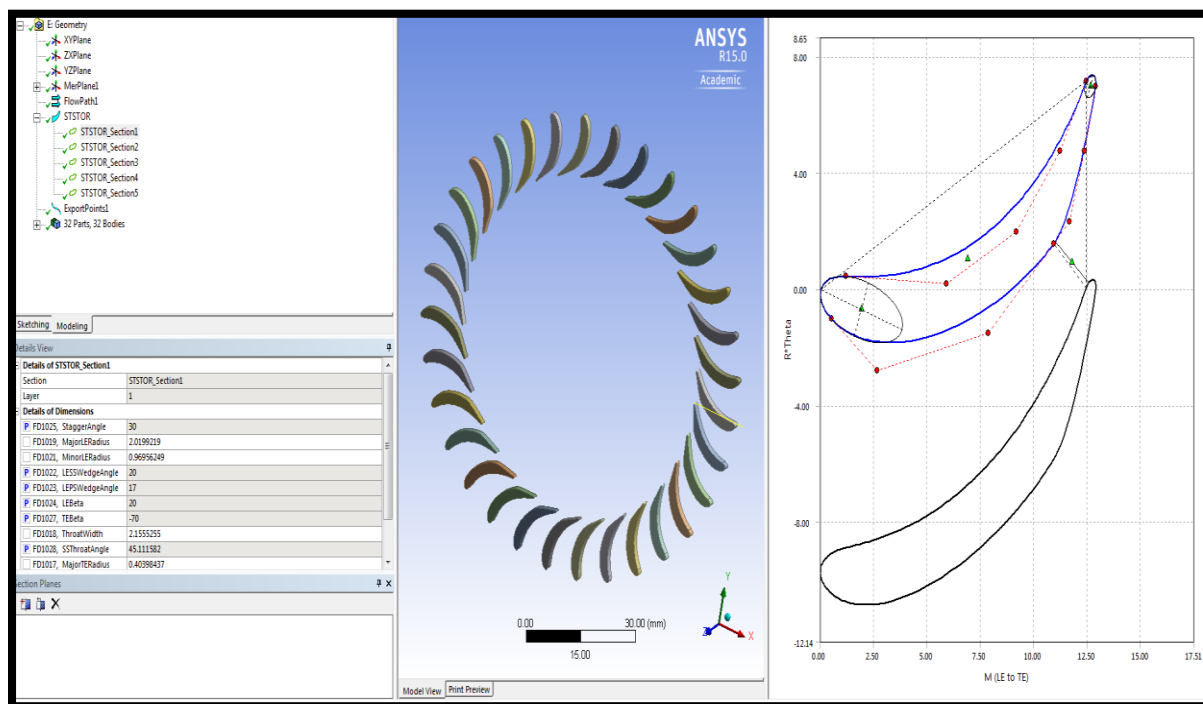 E: Geometry
XYPlane
ZXPlane
YZPlane
MerPlane1
FlowPath1
STSTOR
STSTOR_Section1
STSTOR_Section2
STSTOR_Section3
STSTOR_Section4
STSTOR_Section5
ExportPoints1
32 Parts, 32 Bodies
Sketching Modeling
Details View
Details of STSTOR_Section1
Section STSTOR_Section1
Layer 1
Details of Dimensions
P FD1025, StaggerAngle 30
FD1019, MajorLERadius 2.0199219
FD1021, MinorLERadius 0.96956249
P FD1022, LESSWedgeAngle 20
P FD1023, LEPSWedgeAngle 17
P FD1024, LEBeta 20
P FD1027, TEBeta -70
FD1018, ThroatWidth 2.1555255
P FD1028, SSThroatAngle 45.111582
FD1017, MajorTERadius 0.40398437
Section Planes
ANSYS
R15.0
Academic
0.00 30.00 (mm)
15.00
Y
Z
X
Model View Print Preview
8.65
8.00
4.00
0.00
-4.00
-8.00
-12.14
R*Theta
0.00 2.50 5.00 7.50 10.00 12.50 15.00 17.51
M (LE to TE)